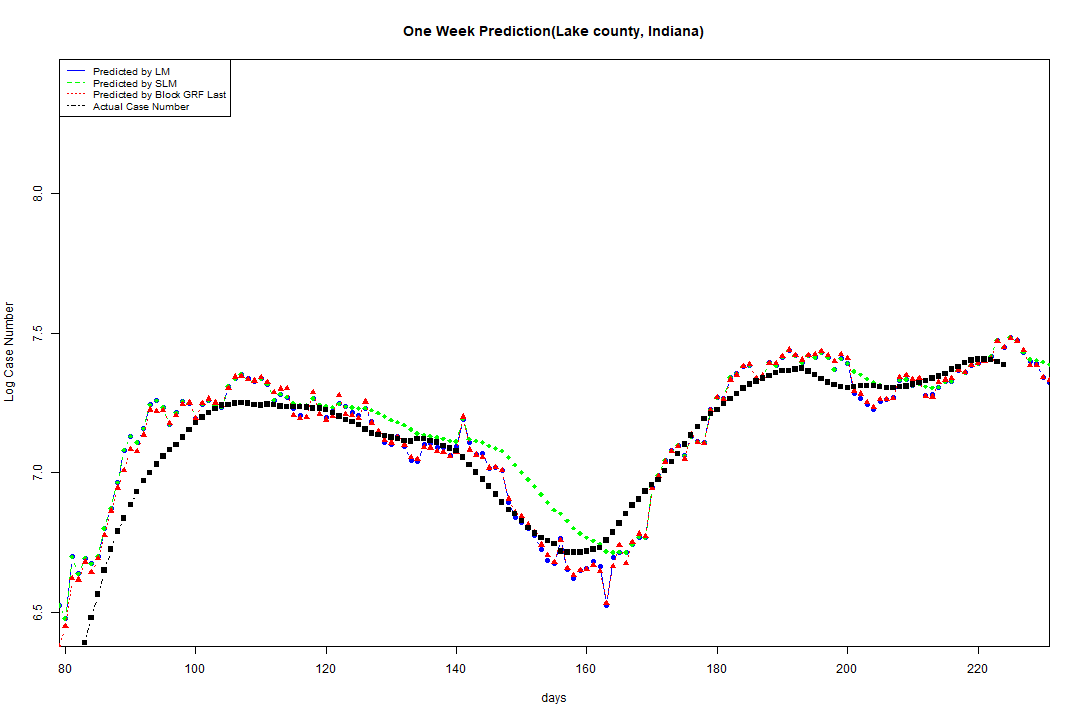 One Week Prediction(Lake county, Indiana)
Predicted by LM
Predicted by SLM
Predicted by Block GRF Last
Actual Case Number
Log Case Number
8.0
7.5
7.0
6.5
80 100 120 140 160 180 200 220
days